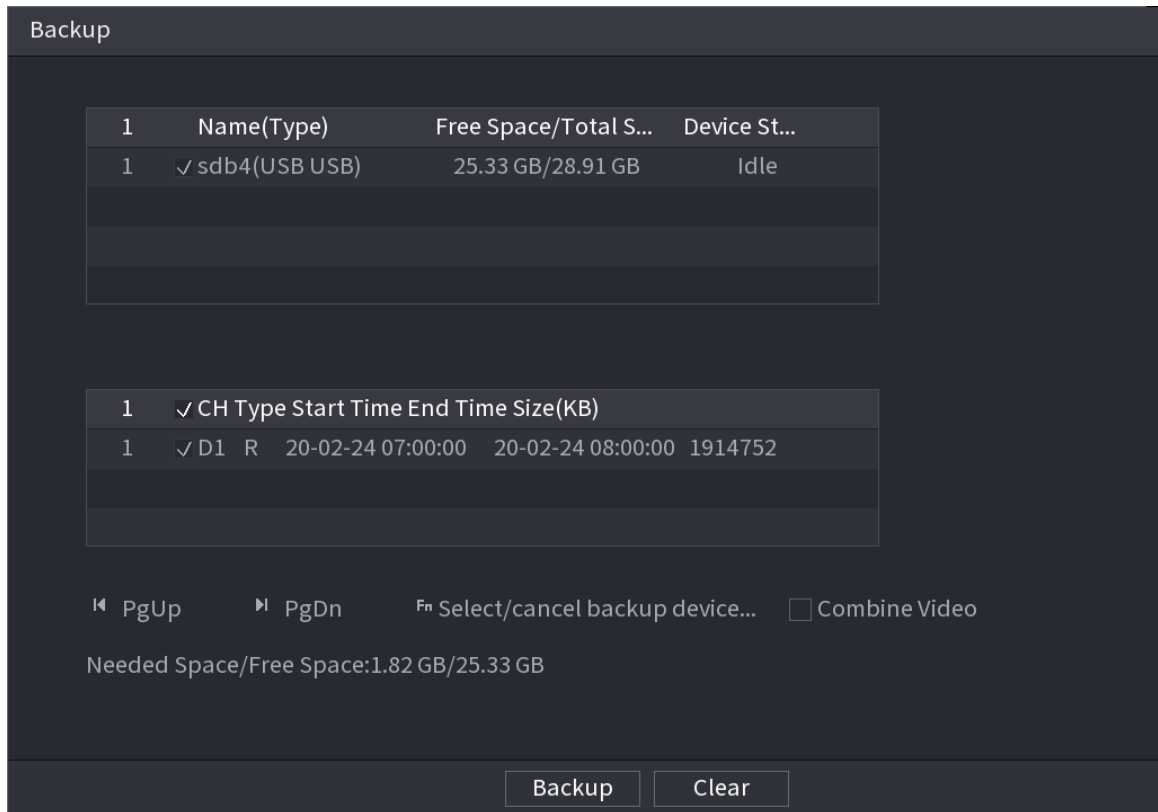 Backup
1 Name(Type) Free Space/Total S... Device St...
1 sdb4(USB USB) 25.33 GB/28.91 GB Idle
1 CH Type Start Time End Time Size(KB)
1 D1 R 20-02-24 07:00:00 20-02-24 08:00:00 1914752
PgUp PgDn Fn Select/cancel backup device... Combine Video
Needed Space/Free Space:1.82 GB/25.33 GB
Backup Clear